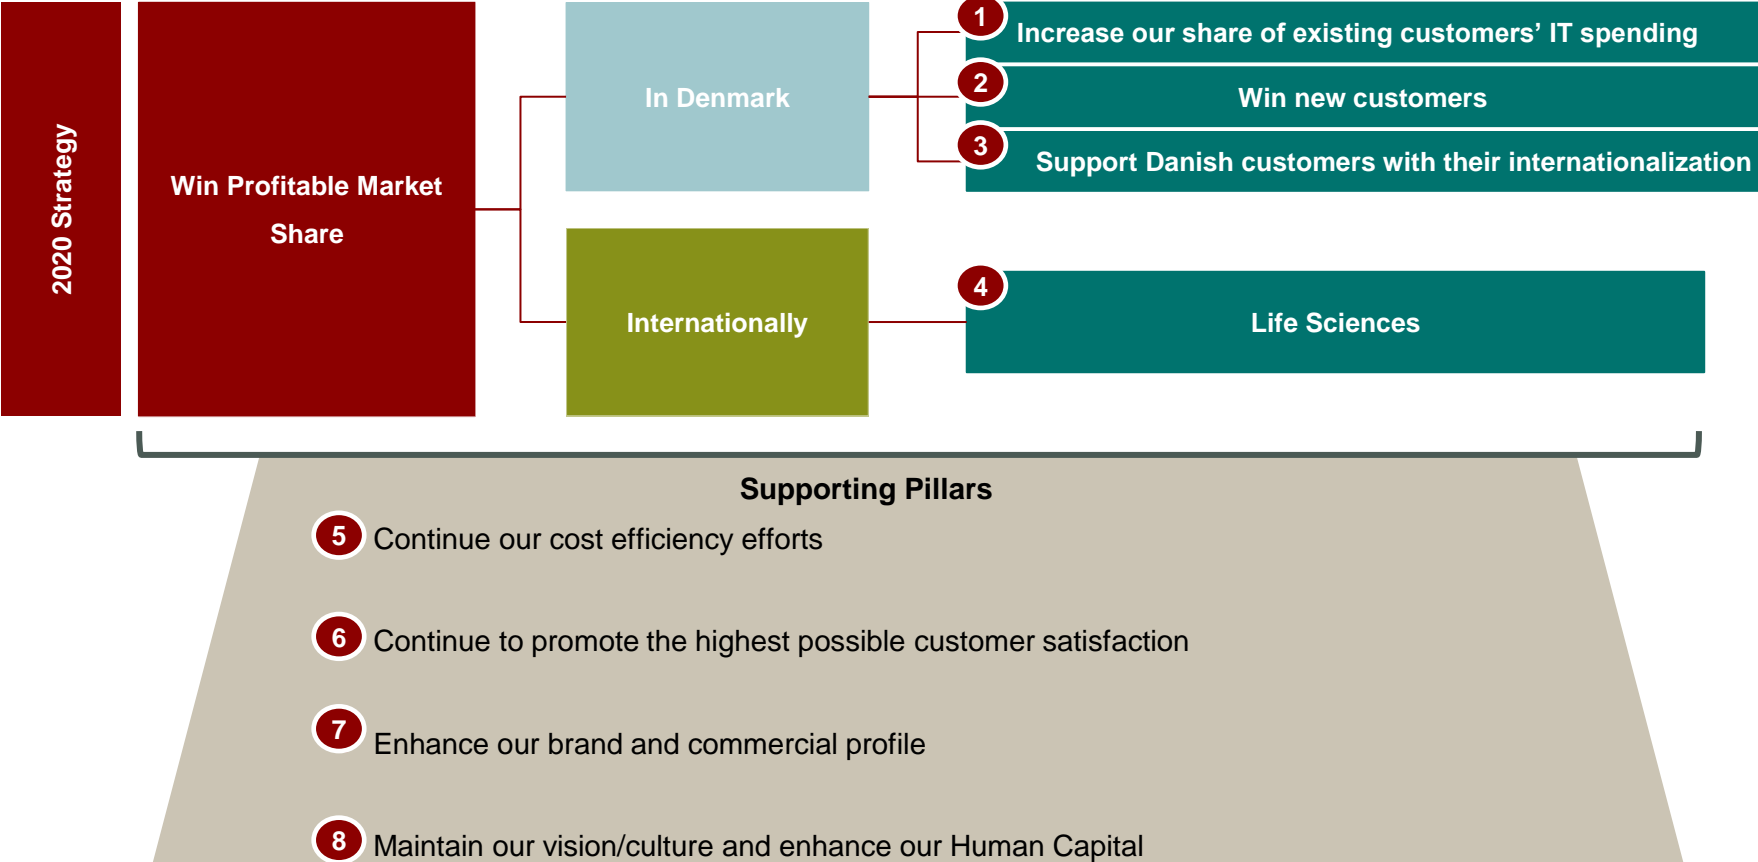 2020 Strategy
Win Profitable Market
Share
In Denmark
Internationally
1
Increase our share of existing customers’ IT spending
2
Win new customers
3
Support Danish customers with their internationalization
4
Life Sciences
Supporting Pillars
5 Continue our cost efficiency efforts
6 Continue to promote the highest possible customer satisfaction
7 Enhance our brand and commercial profile
8 Maintain our vision/culture and enhance our Human Capital